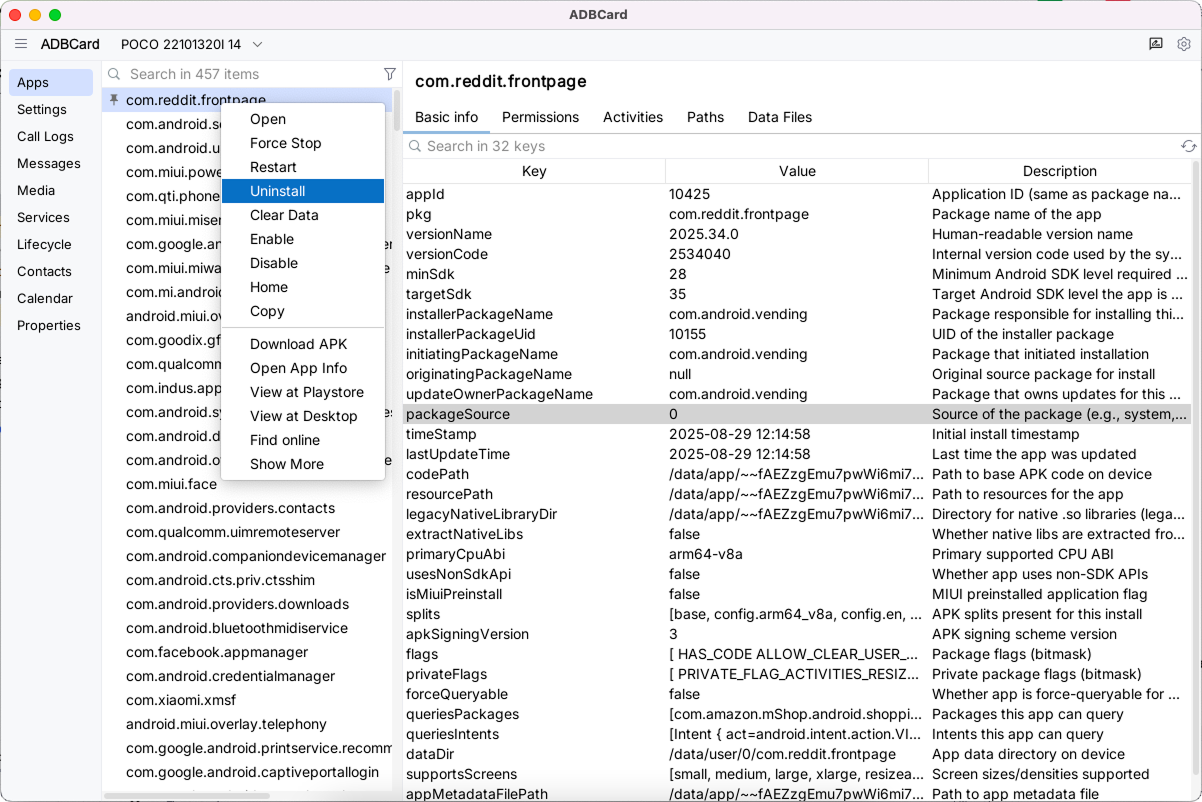 ADBCard
ADBCard POCO 22101320I 14
Apps
Settings
Call Logs
Messages
Media
Services
Lifecycle
Contacts
Calendar
Properties
Search in 457 items
com.reddit.frontpage
com.android.se
com.android.u
com.miui.powe
com.qti.phone
com.miui.miser
com.google.an
com.miui.miwa
com.mi.android
android.miui.ov
com.goodix.gf
com.qualcomm
com.indus.app
com.android.sy
com.android.d
com.android.o
com.miui.face
com.android.providers.contacts
com.qualcomm.uimremoteserver
com.android.companiondevicemanager
com.android.cts.priv.ctsshim
com.android.providers.downloads
com.android.bluetoothmidiservice
com.facebook.appmanager
com.android.credentialmanager
com.xiaomi.xmsf
android.miui.overlay.telephony
com.google.android.printservice.recomm
com.google.android.captiveportallogin
Open
Force Stop
Restart
Uninstall
Clear Data
Enable
Disable
Home
Copy
Download APK
Open App Info
View at Playstore
View at Desktop
Find online
Show More
com.reddit.frontpage
Basic info Permissions Activities Paths Data Files
Search in 32 keys
Key Value Description
appId 10425 Application ID (same as package na...
pkg com.reddit.frontpage Package name of the app
versionName 2025.34.0 Human-readable version name
versionCode 2534040 Internal version code used by the sy...
minSdk 28 Minimum Android SDK level required ...
targetSdk 35 Target Android SDK level the app is ...
installerPackageName com.android.vending Package responsible for installing thi...
installerPackageUid 10155 UID of the installer package
initiatingPackageName com.android.vending Package that initiated installation
originatingPackageName null Original source package for install
updateOwnerPackageName com.android.vending Package that owns updates for this ...
packageSource 0 Source of the package (e.g., system,...
timeStamp 2025-08-29 12:14:58 Initial install timestamp
lastUpdateTime 2025-08-29 12:14:58 Last time the app was updated
codePath /data/app/~~fAEZzgEmu7pwWi6mi7... Path to base APK code on device
resourcePath /data/app/~~fAEZzgEmu7pwWi6mi7... Path to resources for the app
legacyNativeLibraryDir /data/app/~~fAEZzgEmu7pwWi6mi7... Directory for native .so libraries (lega...
extractNativeLibs false Whether native libs are extracted fro...
primaryCpuAbi arm64-v8a Primary supported CPU ABI
usesNonSdkApi false Whether app uses non-SDK APIs
isMiuiPreinstall false MIUI preinstalled application flag
splits [base, config.arm64_v8a, config.en, ... APK splits present for this install
apkSigningVersion 3 APK signing scheme version
flags [ HAS_CODE ALLOW_CLEAR_USER_... Package flags (bitmask)
privateFlags [ PRIVATE_FLAG_ACTIVITIES_RESIZ... Private package flags (bitmask)
forceQueryable false Whether app is force-queryable for ...
queriesPackages [com.amazon.mShop.android.shoppi... Packages this app can query
queriesIntents [Intent { act=android.intent.action.VI... Intents this app can query
dataDir /data/user/0/com.reddit.frontpage App data directory on device
supportsScreens [small, medium, large, xlarge, resizea... Screen sizes/densities supported
appMetadataFilePath /data/app/~~fAEZzgEmu7pwWi6mi7... Path to app metadata file